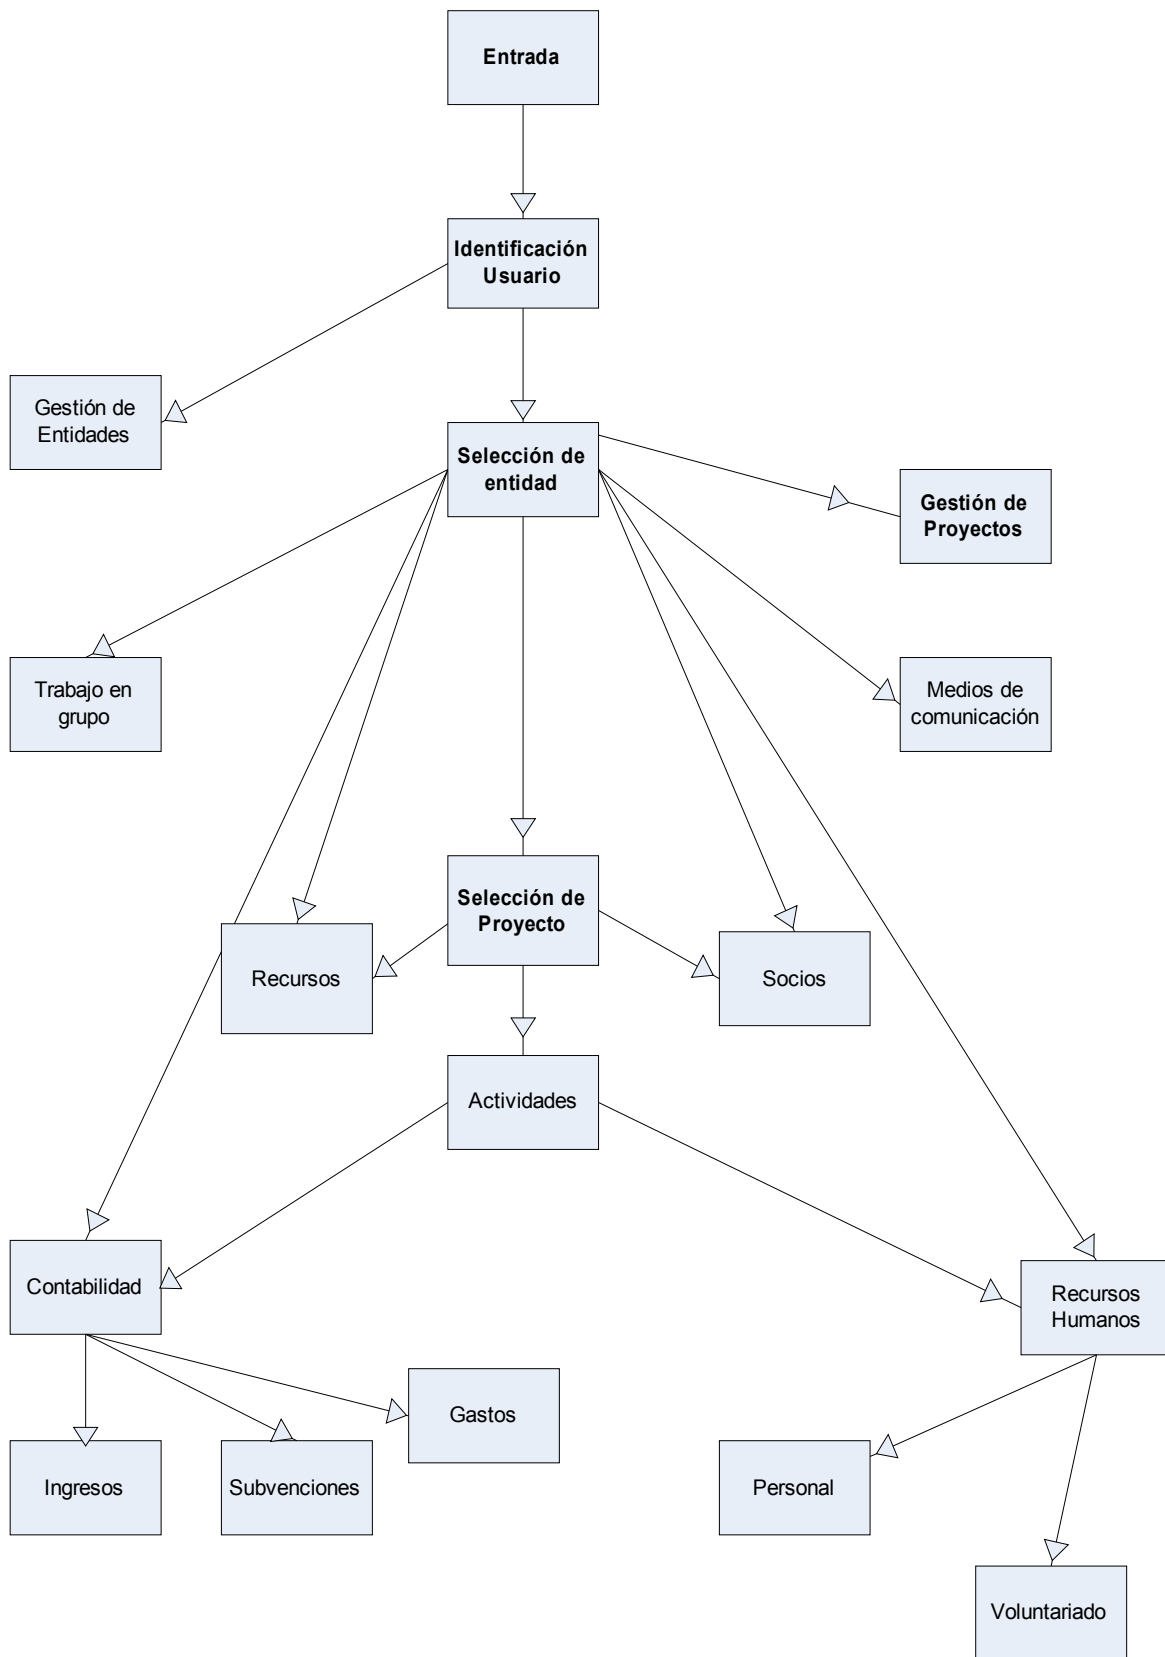 Entrada
Identificación
Usuario
Gestión de
Entidades
Selección de
entidad
Gestión de
Proyectos
Trabajo en
grupo
Medios de
comunicación
Selección de
Proyecto
Recursos
Socios
Actividades
Contabilidad
Recursos
Humanos
Gastos
Ingresos
Subvenciones
Personal
Voluntariado